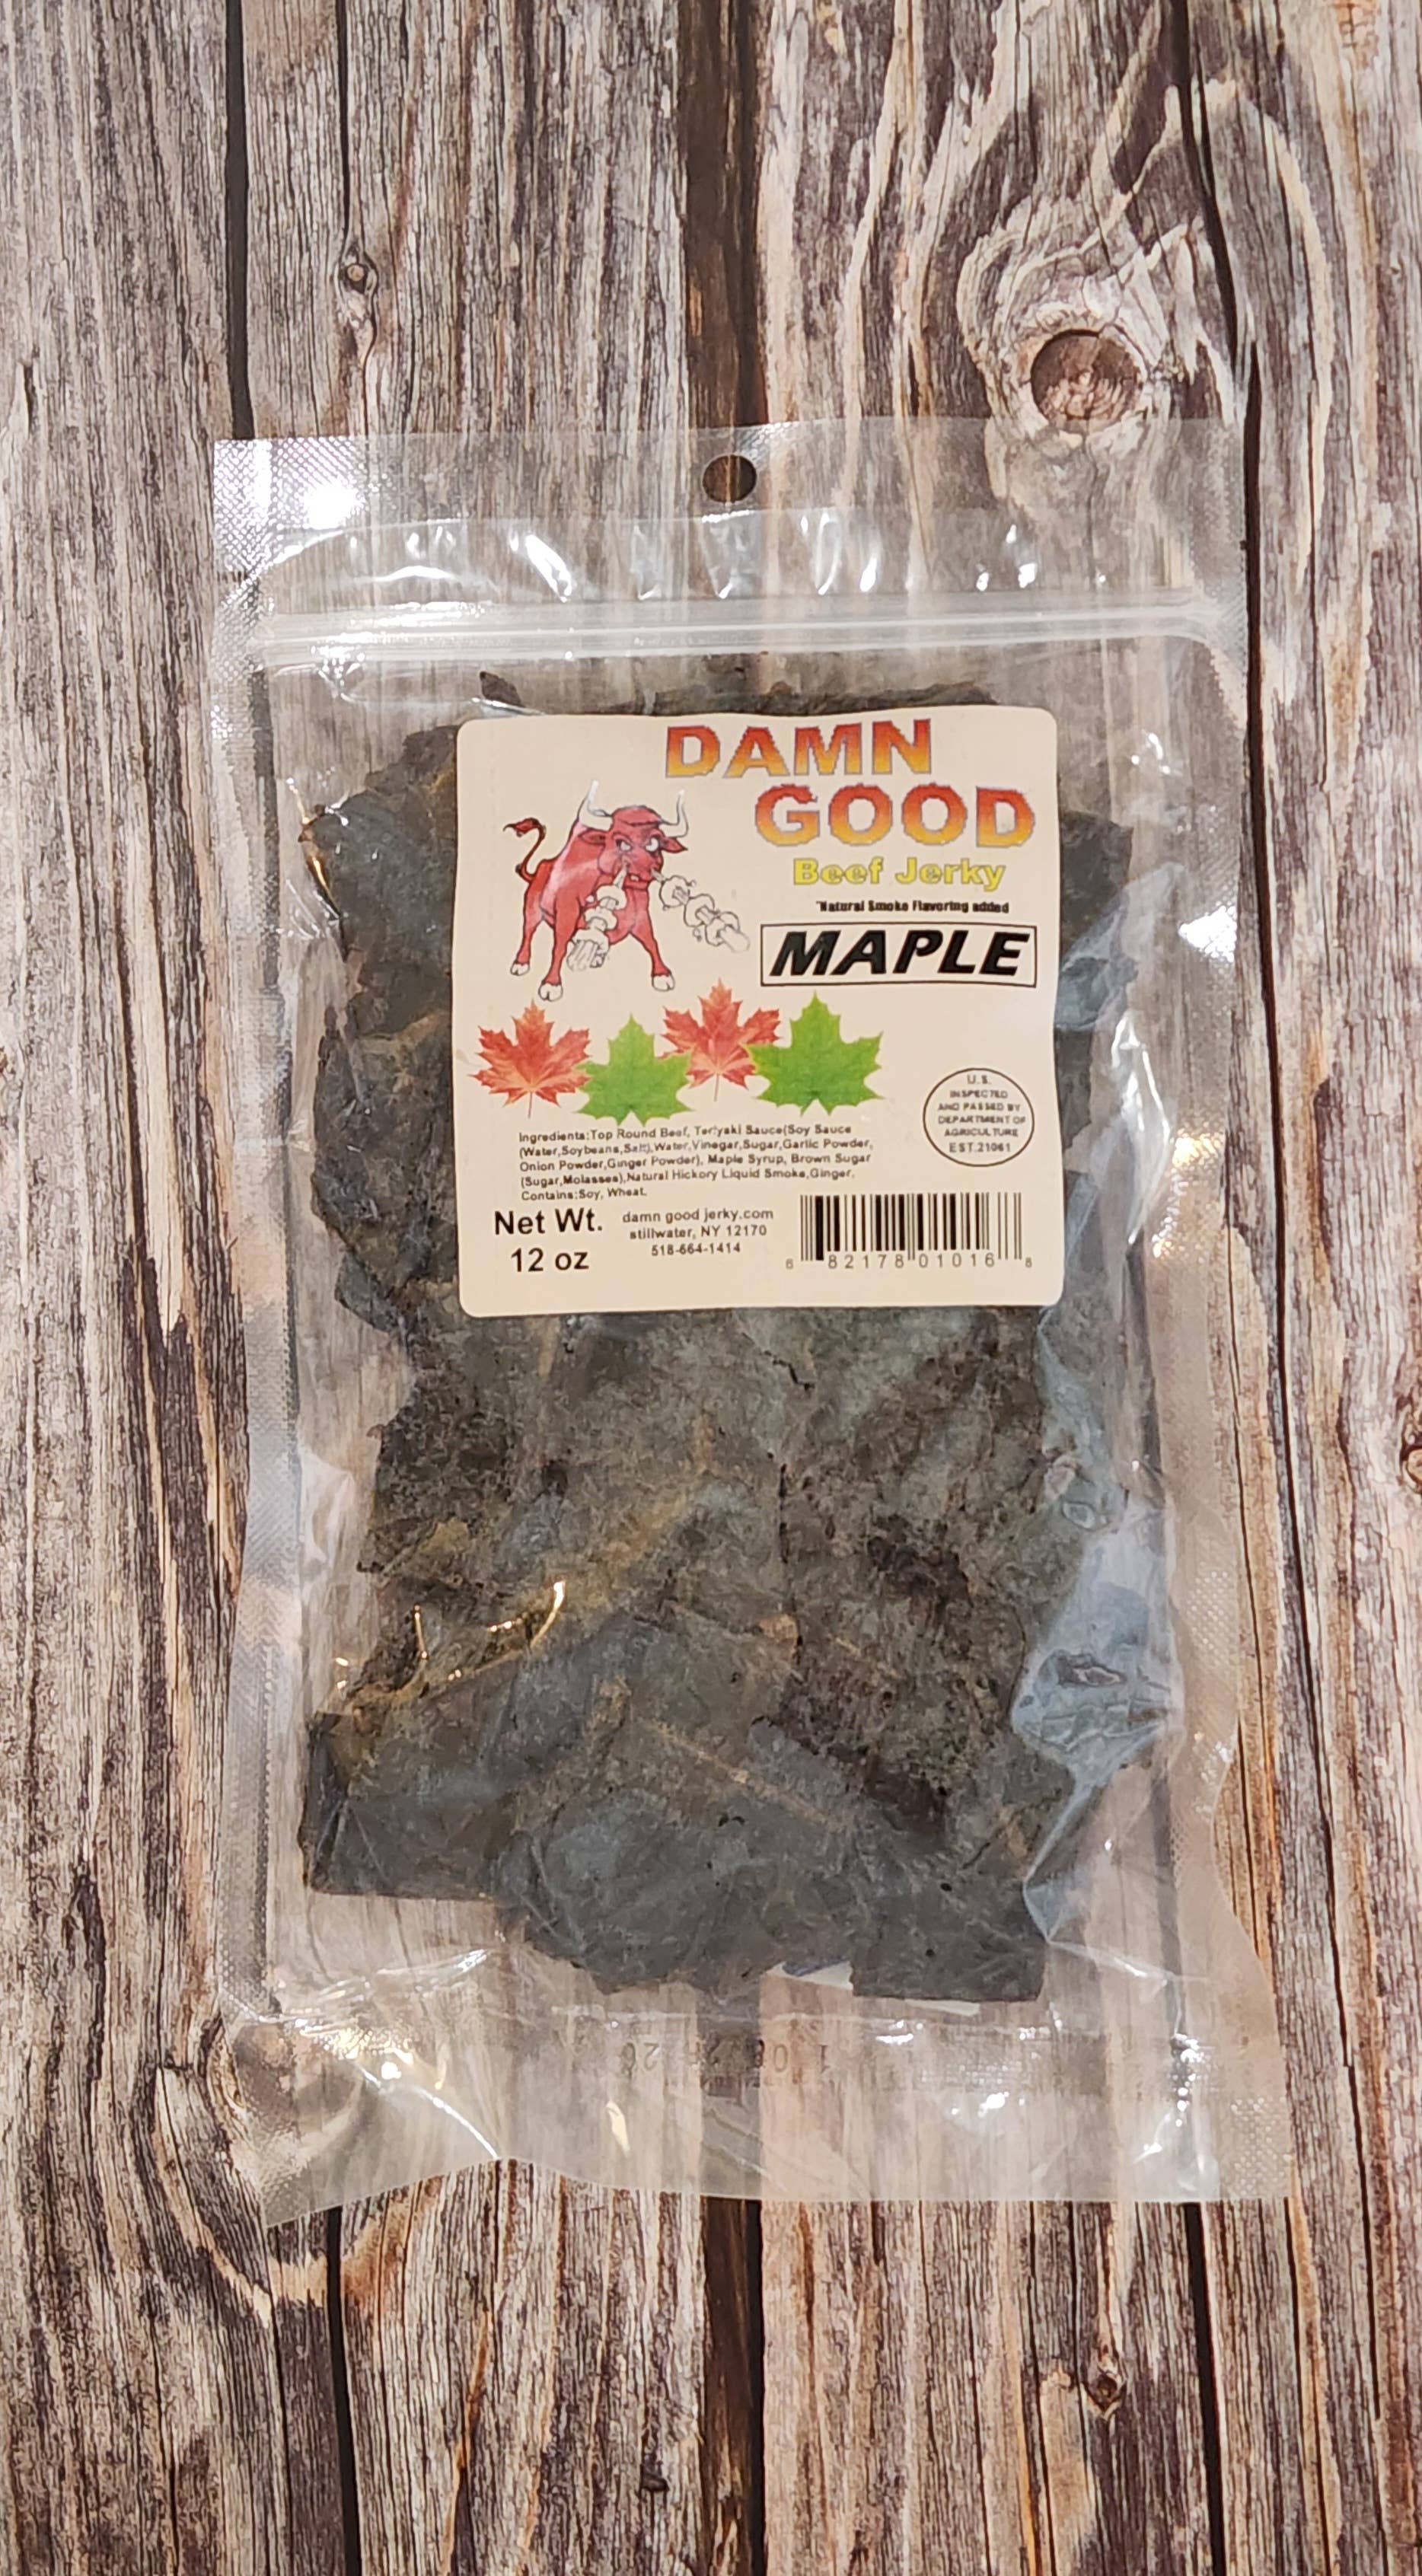 DAMN
GOOD
Beef Jerky
*Natural Smoke Flavoring added
MAPLE
U.S.
INSPECTED
AND PASSED BY
DEPARTMENT OF
AGRICULTURE
EST.21061
Ingredients:Top Round Beef, Teriyaki Sauce(Soy Sauce
(Water,Soybeans,Salt),Water,Vinegar,Sugar,Garlic Powder,
Onion Powder,Ginger Powder), Maple Syrup, Brown Sugar
(Sugar,Molasses),Natural Hickory Liquid Smoke,Ginger.
Contains:Soy, Wheat.
Net Wt.
12 oz
damn good jerky.com
stillwater, NY 12170
518-664-1414
6 82178 01016 8